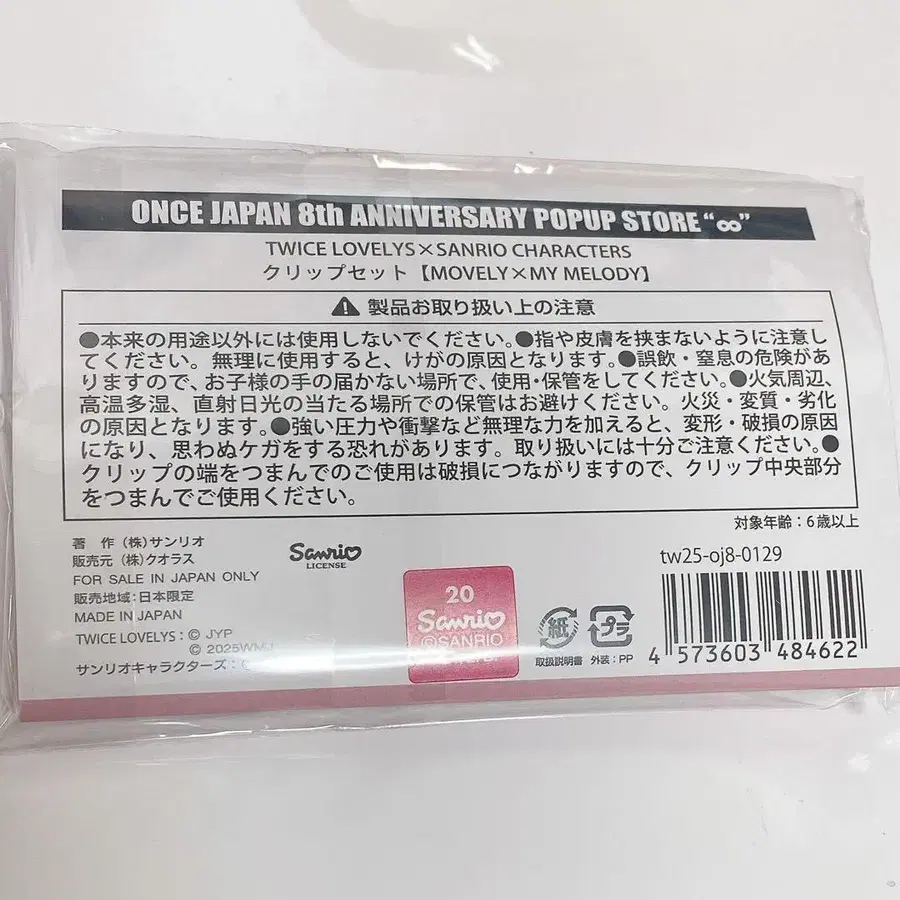 ONCE JAPAN 8th ANNIVERSARY POPUP STORE “∞”
TWICE LOVELYS×SANRIO CHARACTERS
クリップセット【MOVELY×MY MELODY】
製品お取り扱い上の注意
●本来の用途以外には使用しないでください。●指や皮膚を挟まないように注意し
てください。無理に使用すると、けがの原因となります。●誤飲・窒息の危険があ
りますので、お子様の手の届かない場所で、使用・保管をしてください。●火気周辺、
高温多湿、直射日光の当たる場所での保管はお避けください。火災・変質・劣化
の原因となります。●強い圧力や衝撃など無理な力を加えると、変形・破損の原因
になり、思わぬケガをする恐れがあります。取り扱いには十分ご注意ください。●
クリップの端をつまんでのご使用は破損につながりますので、クリップ中央部分
をつまんでご使用ください。
対象年齢：6歳以上
著 作（株）サンリオ
販売元（株）クオラス
FOR SALE IN JAPAN ONLY
販売地域：日本限定
MADE IN JAPAN
TWICE LOVELYS：© JYP
© 2025WMJ
サンリオキャラクターズ：
Sanrio
LICENSE
20
Sanrio
©SANRIO
紙
取扱説明書
プラ
外装：PP
tw25-oj8-0129
4 573603 484622